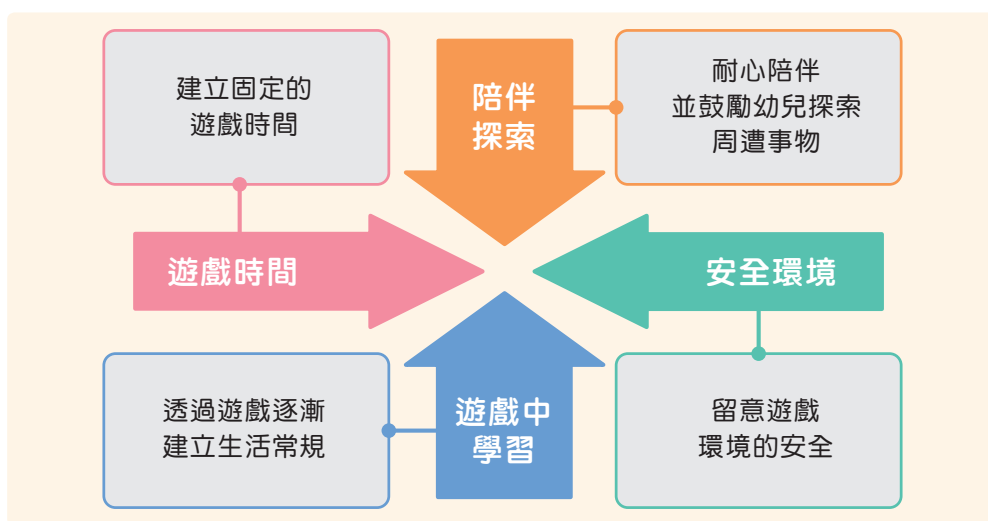 建立固定的
遊戲時間
陪伴
探索
耐心陪伴
並鼓勵幼兒探索
周遭事物
遊戲時間
安全環境
透過遊戲逐漸
建立生活常規
遊戲中
學習
留意遊戲
環境的安全